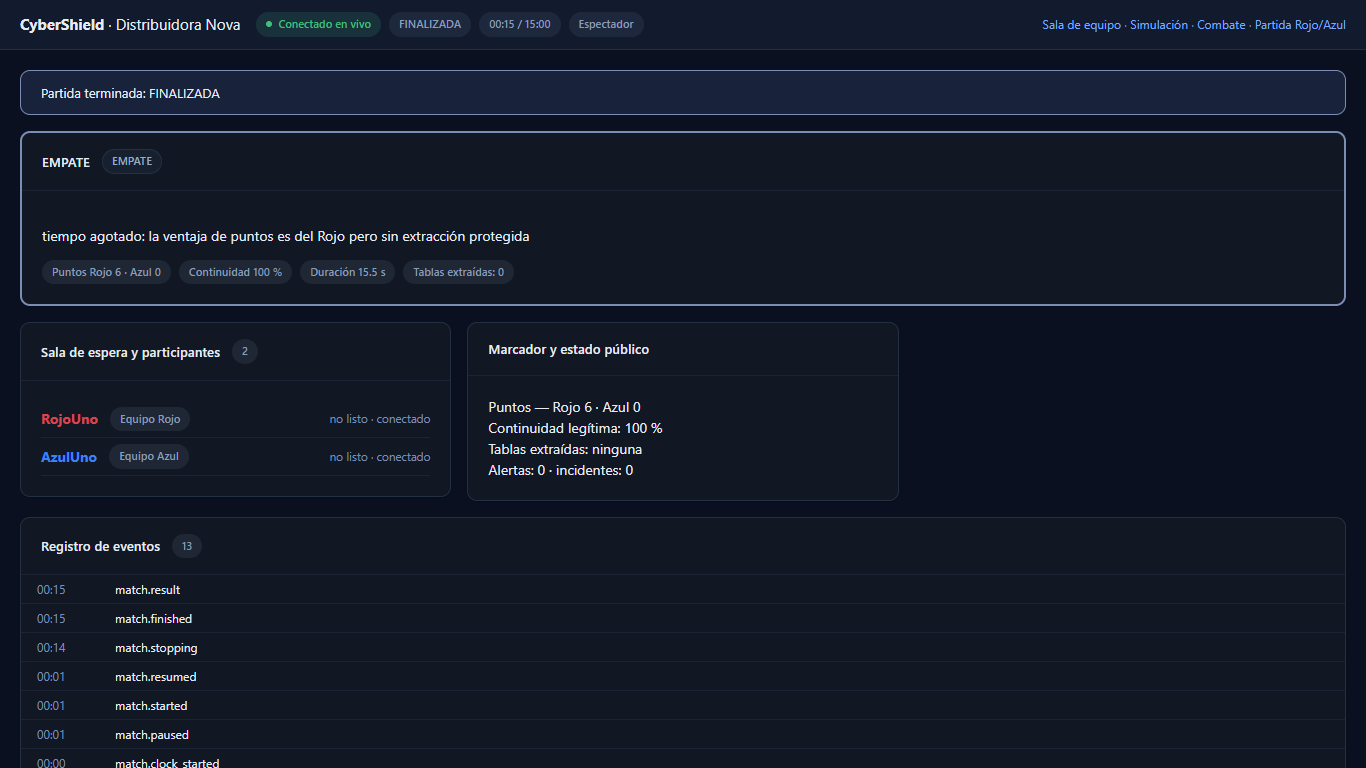 CyberShield · Distribuidora Nova
Conectado en vivo
FINALIZADA
00:15 / 15:00
Espectador
Sala de equipo · Simulación · Combate · Partida Rojo/Azul
Partida terminada: FINALIZADA
EMPATE
EMPATE
tiempo agotado: la ventaja de puntos es del Rojo pero sin extracción protegida
Puntos Rojo 6 · Azul 0
Continuidad 100 %
Duración 15.5 s
Tablas extraídas: 0
Sala de espera y participantes
2
RojoUno
Equipo Rojo
no listo · conectado
AzulUno
Equipo Azul
no listo · conectado
Marcador y estado público
Puntos — Rojo 6 · Azul 0
Continuidad legítima: 100 %
Tablas extraídas: ninguna
Alertas: 0 · incidentes: 0
Registro de eventos
13
00:15
match.result
00:15
match.finished
00:14
match.stopping
00:01
match.resumed
00:01
match.started
00:01
match.paused
00:00
match.clock_started